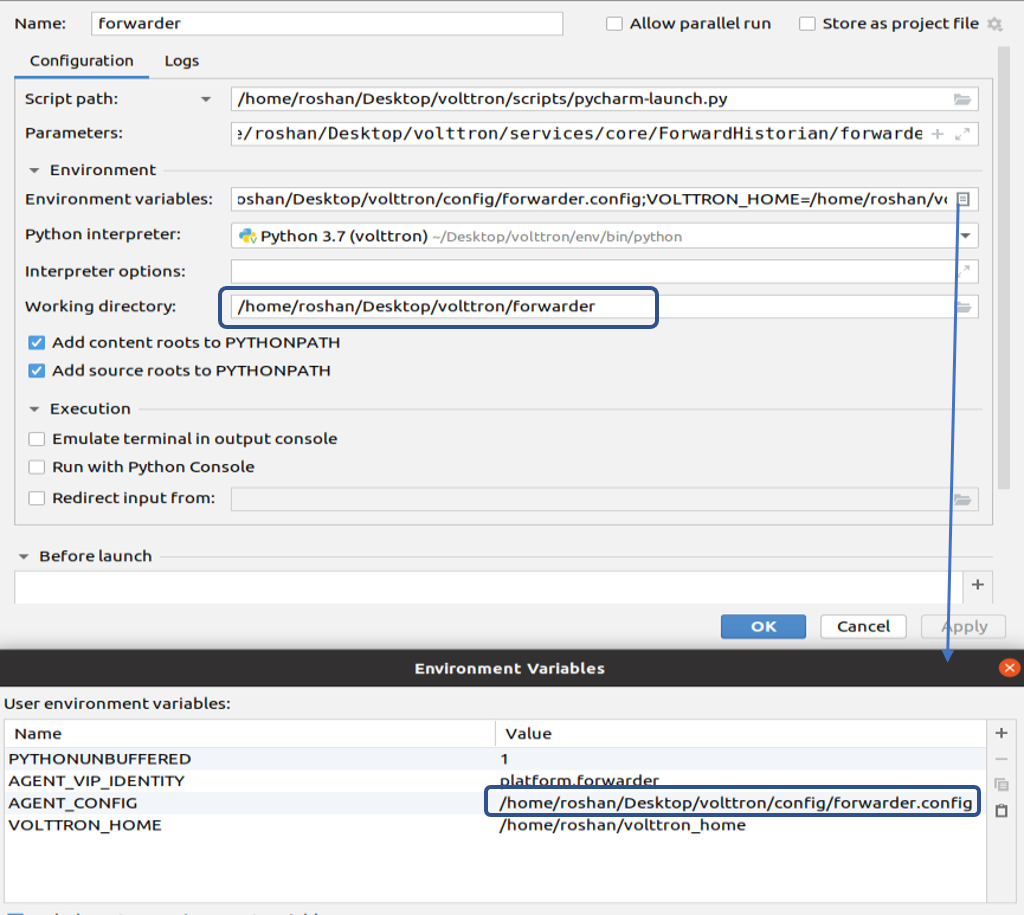 Name: forwarder Allow parallel run Store as project file
Configuration Logs
Script path: /home/roshan/Desktop/volttron/scripts/pycharm-launch.py
Parameters: e/roshan/Desktop/volttron/services/core/ForwardHistorian/forwarde
Environment
Environment variables: oshan/Desktop/volttron/config/forwarder.config;VOLTTRON_HOME=/home/roshan/vo
Python interpreter: Python 3.7 (volttron) ~/Desktop/volttron/env/bin/python
Interpreter options:
Working directory: /home/roshan/Desktop/volttron/forwarder
Add content roots to PYTHONPATH
Add source roots to PYTHONPATH
Execution
Emulate terminal in output console
Run with Python Console
Redirect input from:
Before launch
OK Cancel Apply
Environment Variables
User environment variables:
Name Value
PYTHONUNBUFFERED 1
AGENT_VIP_IDENTITY platform.forwarder
AGENT_CONFIG /home/roshan/Desktop/volttron/config/forwarder.config
VOLTTRON_HOME /home/roshan/volttron_home